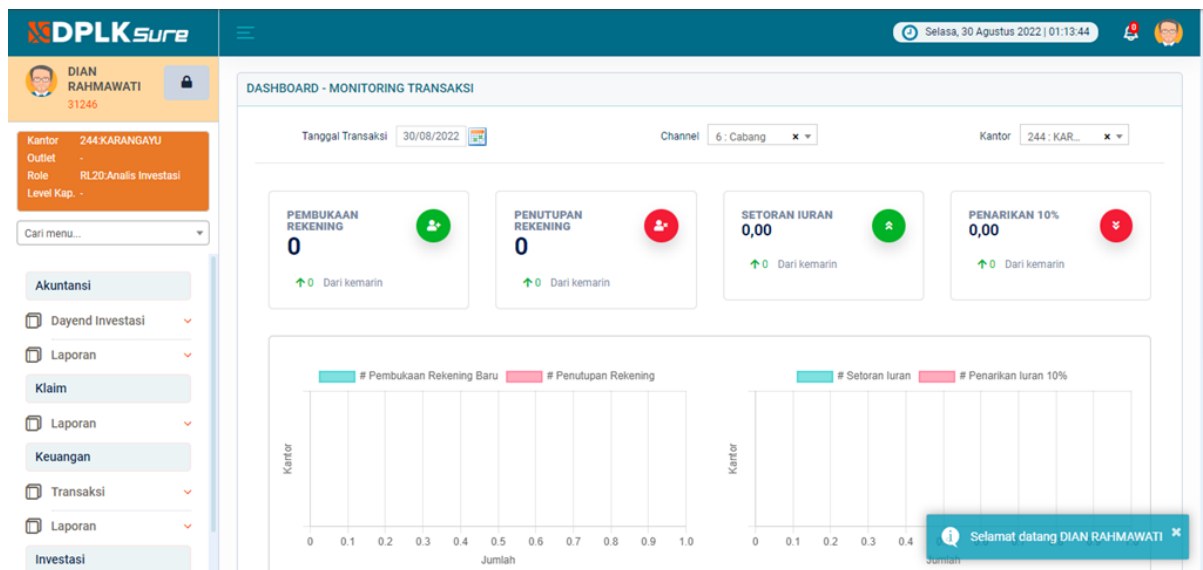 DPLK Sure
Selasa, 30 Agustus 2022 | 01:13:44
DIAN
RAHMAWATI
31246
Kantor 244:KARANGAYU
Outlet -
Role RL20:Analis Investasi
Level Kap. -
Cari menu...
Akuntansi
Dayend Investasi
Laporan
Klaim
Laporan
Keuangan
Transaksi
Laporan
Investasi
DASHBOARD - MONITORING TRANSAKSI
Tanggal Transaksi 30/08/2022
Channel 6 : Cabang x
Kantor 244 : KAR... x
PEMBUKAAN
REKENING
0
0 Dari kemarin
PENUTUPAN
REKENING
0
0 Dari kemarin
SETORAN IURAN
0,00
0 Dari kemarin
PENARIKAN 10%
0,00
0 Dari kemarin
# Pembukaan Rekening Baru # Penutupan Rekening
Kantor
0 0.1 0.2 0.3 0.4 0.5 0.6 0.7 0.8 0.9 1.0
Jumlah
# Setoran Iuran # Penarikan Iuran 10%
Kantor
0 0.1 0.2 0.3 0.4
Jumlah
Selamat datang DIAN RAHMAWATI x